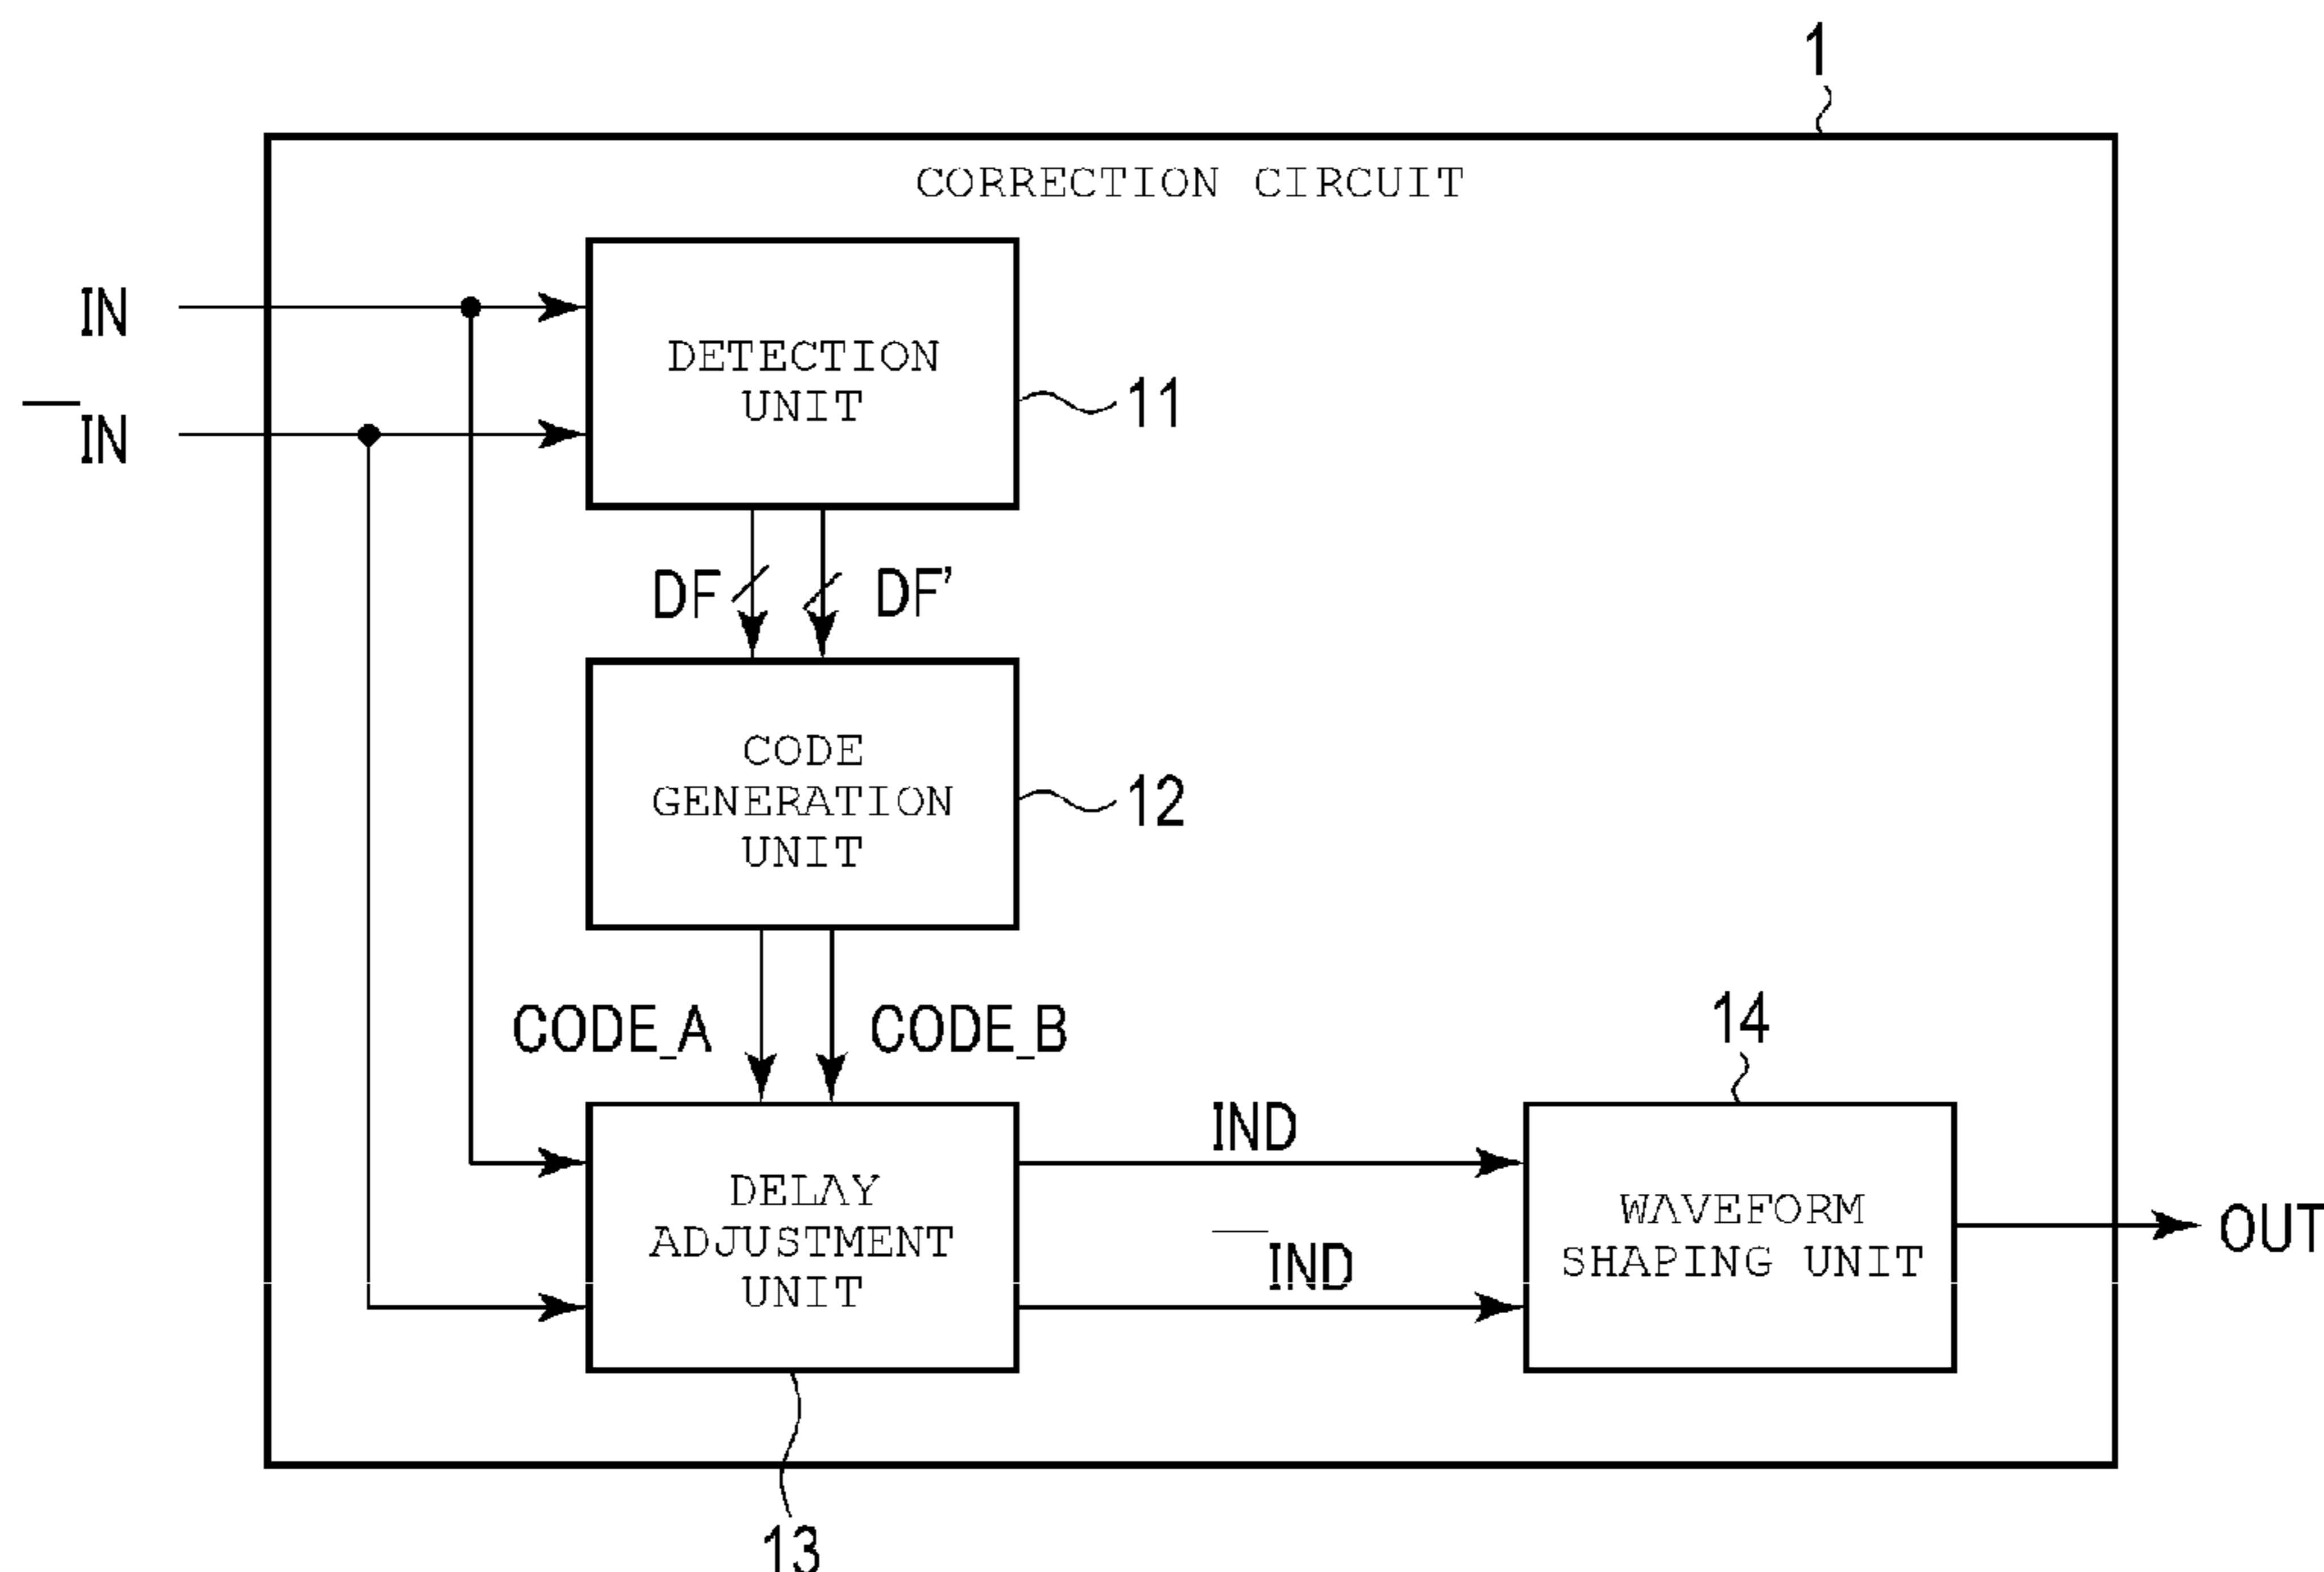 1
CORRECTION CIRCUIT
IN
DETECTION
UNIT
11
‾IN
DF
DF'
CODE
GENERATION
UNIT
12
CODE_A
CODE_B
14
IND
DELAY
ADJUSTMENT
UNIT
‾IND
WAVEFORM
SHAPING UNIT
OUT
13